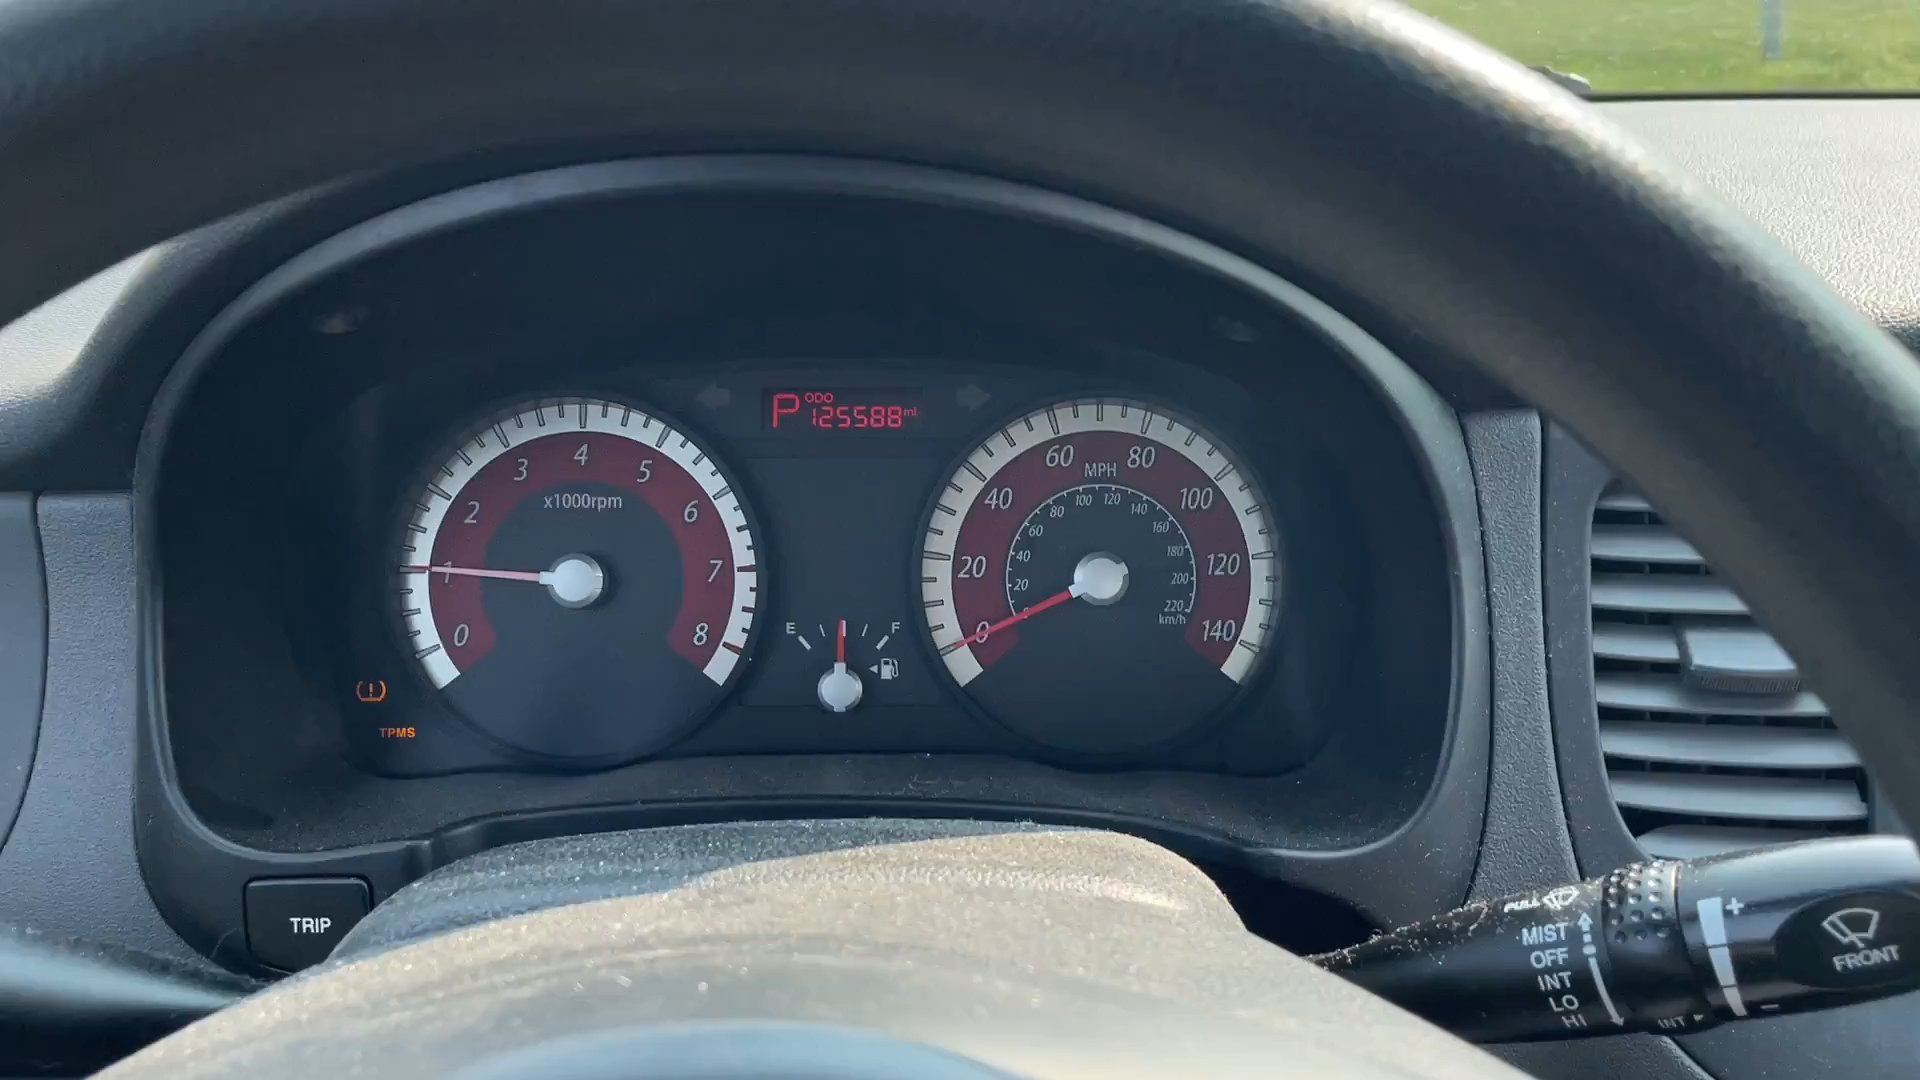 P ODO 125588 mi
0 1 2 3 4 5 6 7 8
x1000rpm
E F
0 20 40 60 80 100 120 140
MPH
20 40 60 80 100 120 140 160 180 200 220
km/h
TPMS
TRIP
PULL
MIST
OFF
INT
LO
HI
INT
+
−
FRONT